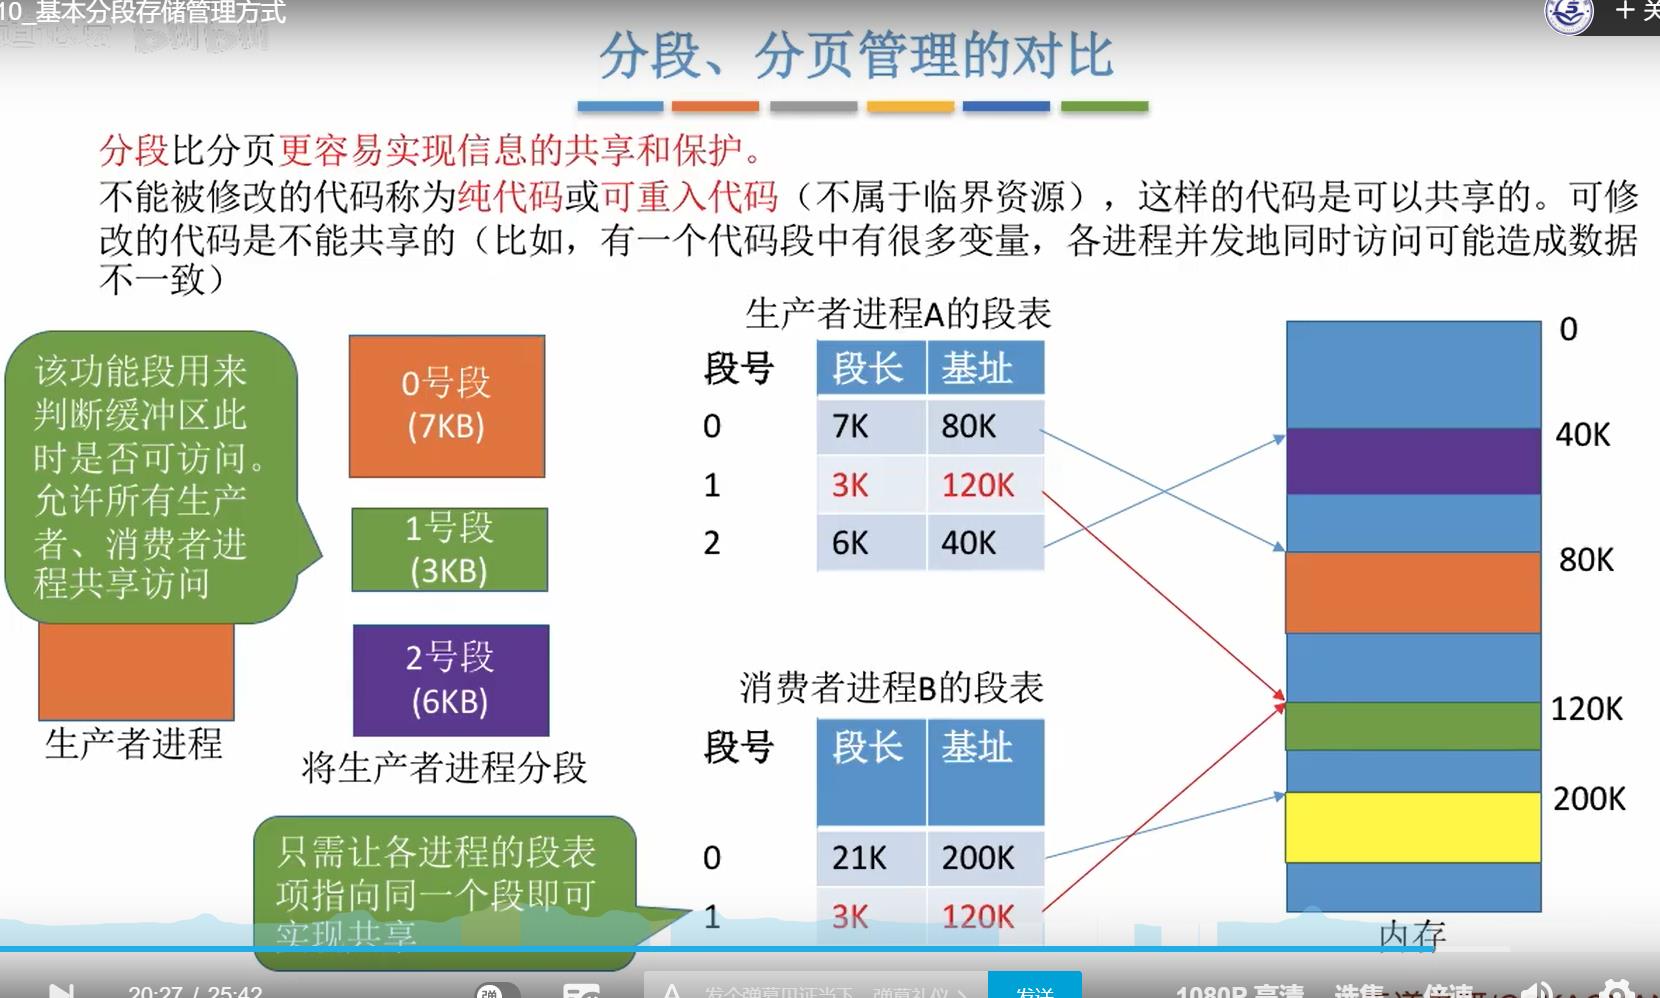 10_基本分段存储管理方式
+ 关
分段、分页管理的对比
分段比分页更容易实现信息的共享和保护。
不能被修改的代码称为纯代码或可重入代码（不属于临界资源），这样的代码是可以共享的。可修
改的代码是不能共享的（比如，有一个代码段中有很多变量，各进程并发地同时访问可能造成数据
不一致）
该功能段用来
判断缓冲区此
时是否可访问。
允许所有生产
者、消费者进
程共享访问
生产者进程
0号段
(7KB)
1号段
(3KB)
2号段
(6KB)
将生产者进程分段
生产者进程A的段表
段号 段长 基址
0 7K 80K
1 3K 120K
2 6K 40K
消费者进程B的段表
段号 段长 基址
0 21K 200K
1 3K 120K
只需让各进程的段表
项指向同一个段即可
实现共享
0
40K
80K
120K
200K
内存
20:27 / 25:42
弹
发个弹幕见证当下
弹幕礼仪 >
发送
1080P 高清
选集
倍速